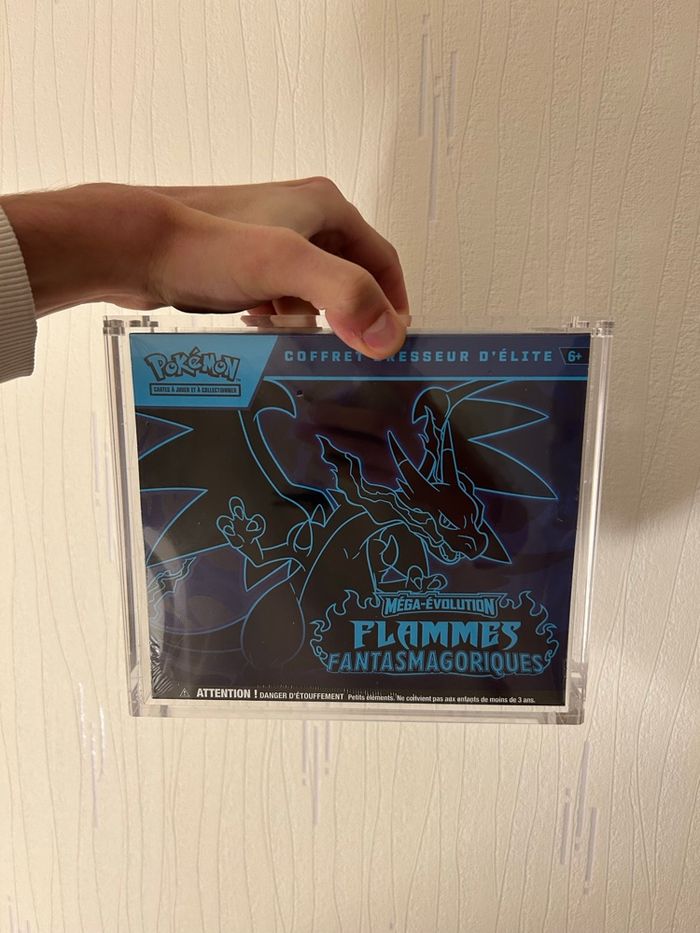 POKÉMON
CARTES À JOUER ET À COLLECTIONNER
COFFRET RESSEUR D'ÉLITE 6+
MÉGA-ÉVOLUTION
FLAMMES
FANTASMAGORIQUES
⚠ ATTENTION ! DANGER D'ÉTOUFFEMENT Petits éléments. Ne convient pas aux enfants de moins de 3 ans.